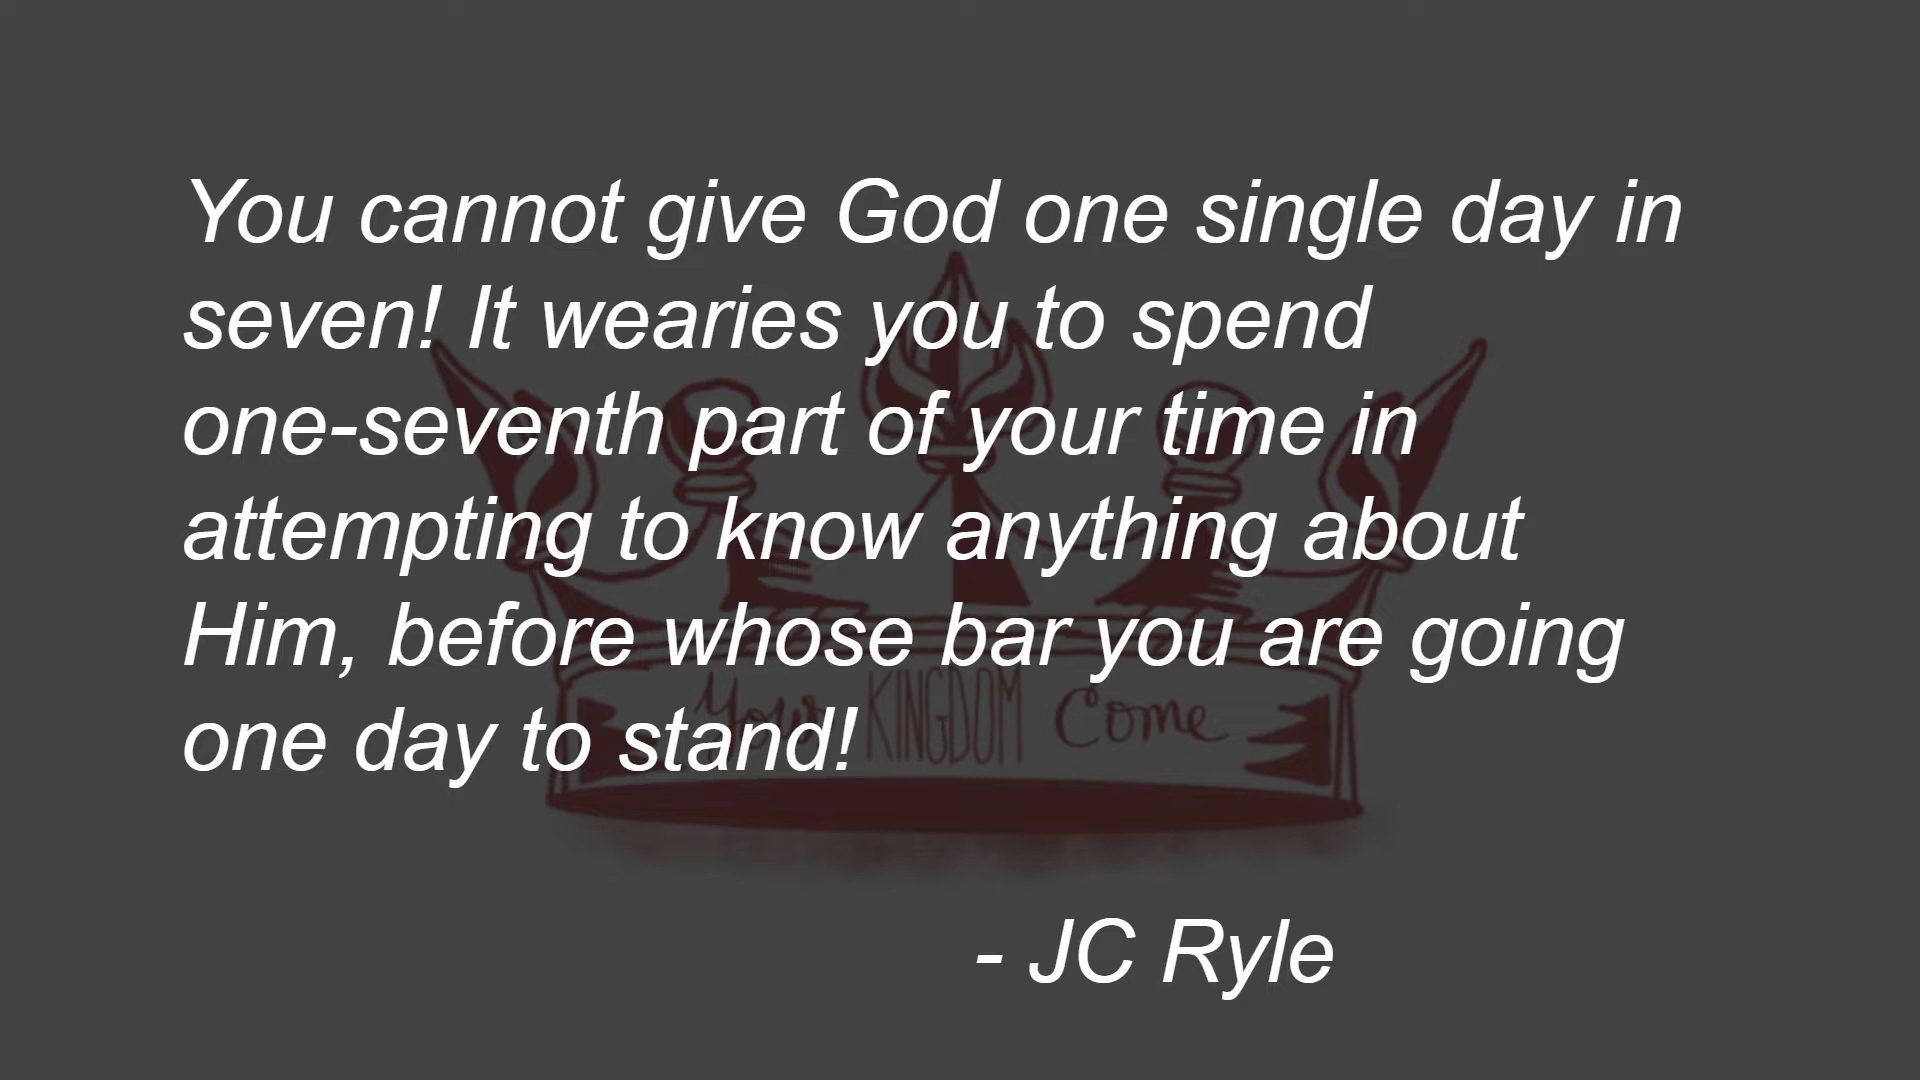 You cannot give God one single day in
seven! It wearies you to spend
one-seventh part of your time in
attempting to know anything about
Him, before whose bar you are going
one day to stand!
Your KINGDOM Come
- JC Ryle